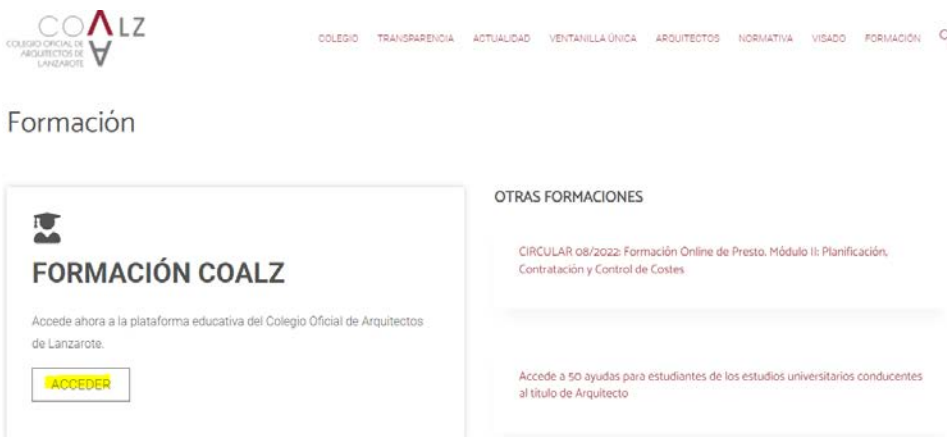 COALZ
COLEGIO OFICIAL DE
ARQUITECTOS DE
LANZAROTE
COLEGIO TRANSPARENCIA ACTUALIDAD VENTANILLA ÚNICA ARQUITECTOS NORMATIVA VISADO FORMACIÓN
Formación
FORMACIÓN COALZ
Accede ahora a la plataforma educativa del Colegio Oficial de Arquitectos
de Lanzarote.
ACCEDER
OTRAS FORMACIONES
CIRCULAR 08/2022: Formación Online de Presto. Módulo II: Planificación,
Contratación y Control de Costes
Accede a 50 ayudas para estudiantes de los estudios universitarios conducentes
al título de Arquitecto